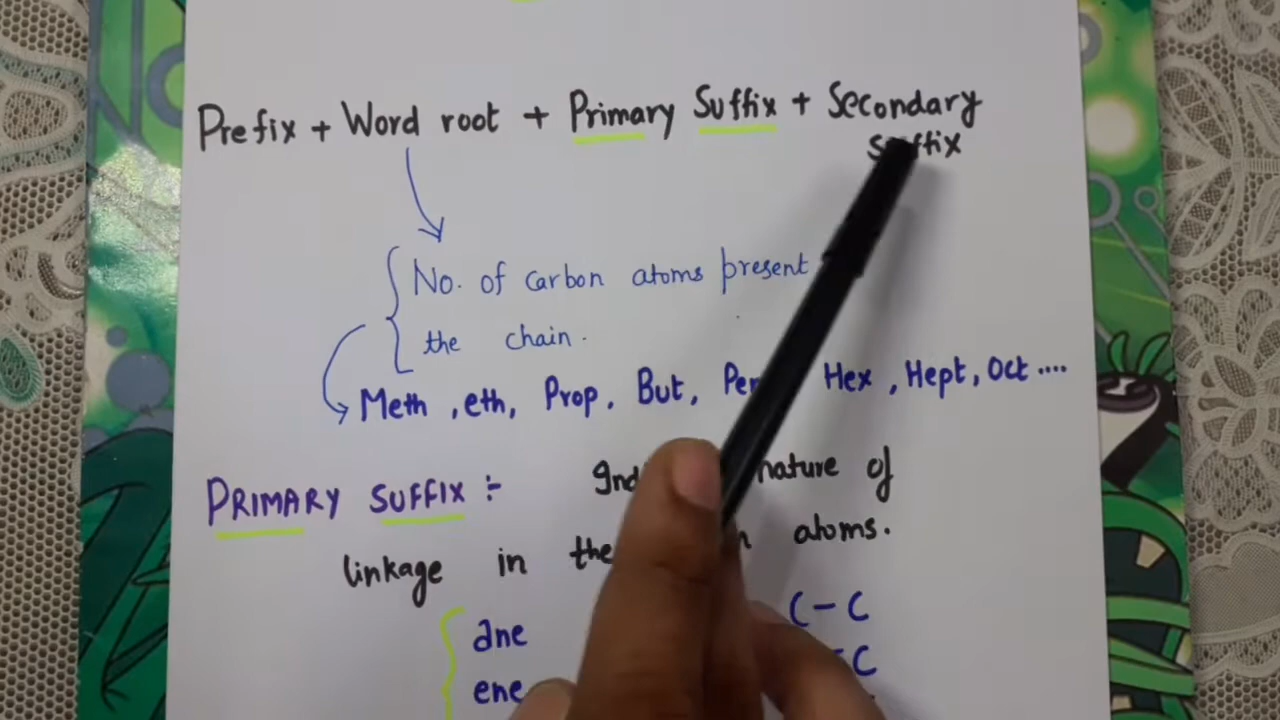 Prefix + Word root + Primary Suffix + Secondary
suffix
No. of carbon atoms present
the chain.
Meth , eth, Prop, But, Hex , Hept, Oct ....
PRIMARY SUFFIX :- nature of
linkage in atoms.
ane C - C
ene C